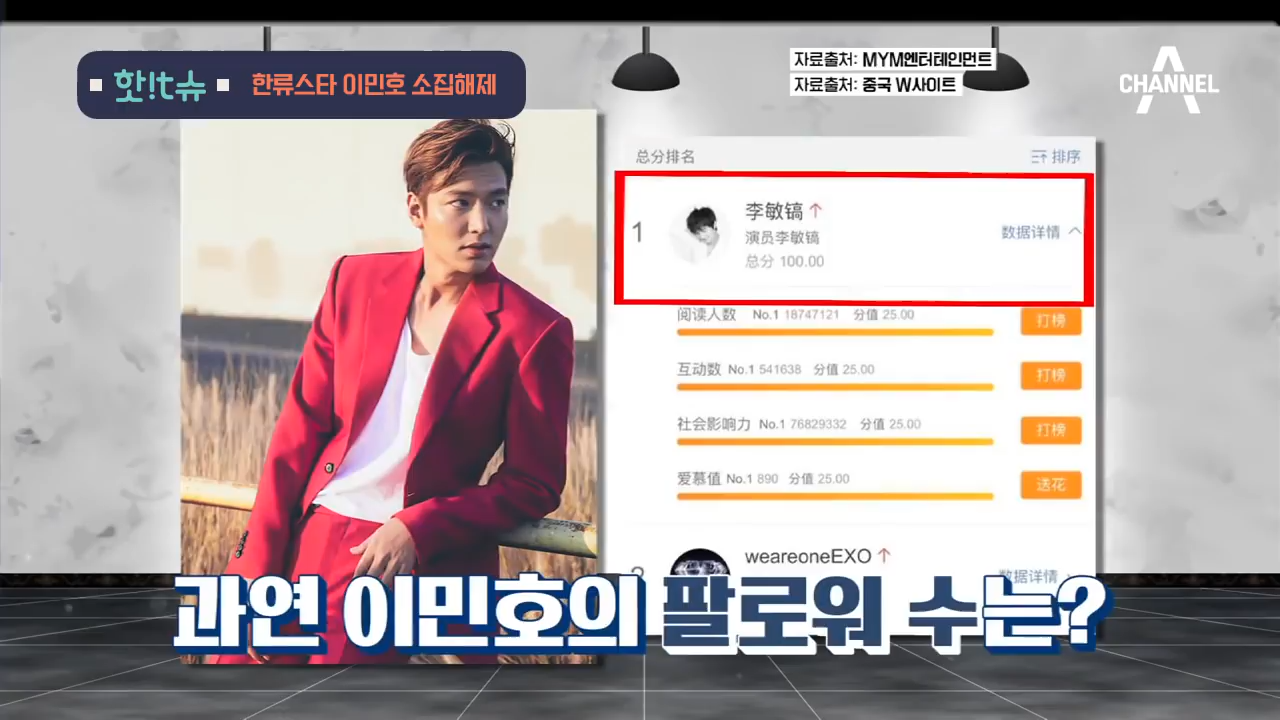 핫!t슈
한류스타 이민호 소집해제
자료출처: MYM엔터테인먼트
자료출처: 중국 W사이트
CHANNEL A
总分排名
排序
1
李敏镐↑
演员李敏镐
总分 100.00
数据详情
阅读人数 No.1 18747121 分值 25.00
打榜
互动数 No.1 541638 分值 25.00
打榜
社会影响力 No.1 76829332 分值 25.00
打榜
爱慕值 No.1 890 分值 25.00
送花
2
weareoneEXO↑
数据详情
과연 이민호의 팔로워 수는?